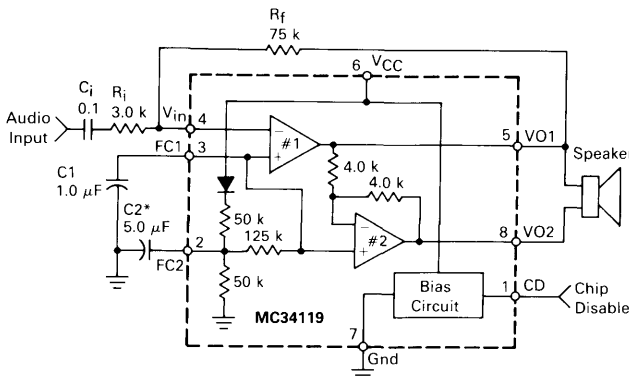 Rf
75 k
6
VCC
Ci
0.1
Ri
3.0 k
Audio
Input
Vin
4
#1
5
VO1
FC1
3
Speaker
4.0 k
C1
1.0 µF
4.0 k
C2*
5.0 µF
50 k
2
125 k
#2
8
VO2
FC2
50 k
Bias
Circuit
1
CD
Chip
Disable
MC34119
7
Gnd